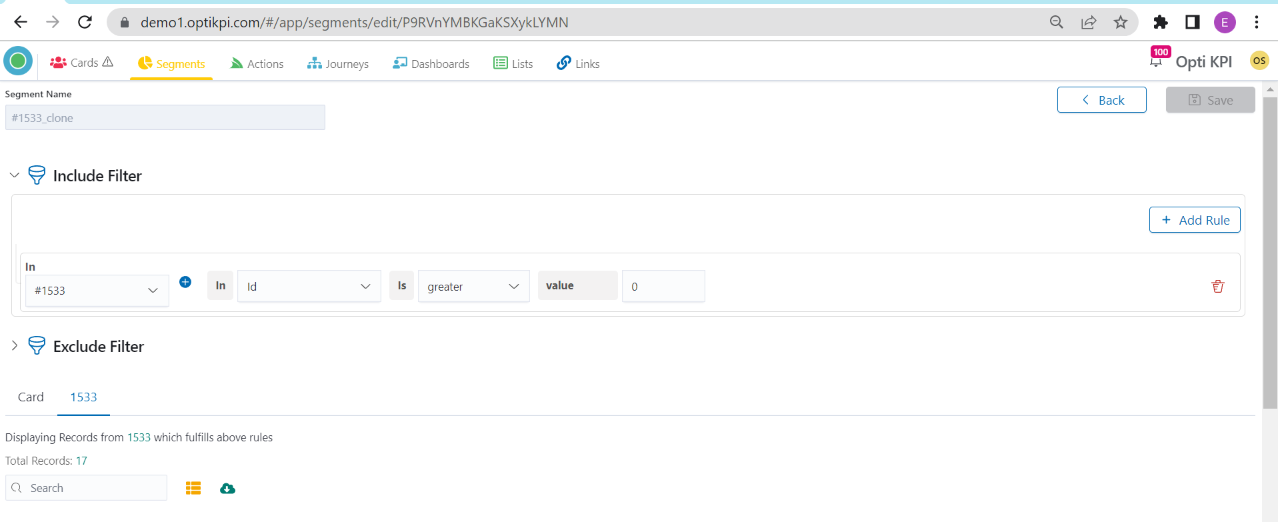 demo1.optikpi.com/#/app/segments/edit/P9RVnYMBKGaKSXykLYMN
E
Cards Segments Actions Journeys Dashboards Lists Links 100 Opti KPI OS
Segment Name
#1533_clone
Back Save
Include Filter
+ Add Rule
In
#1533 In Id Is greater value 0
Exclude Filter
Card 1533
Displaying Records from 1533 which fulfills above rules
Total Records: 17
Search